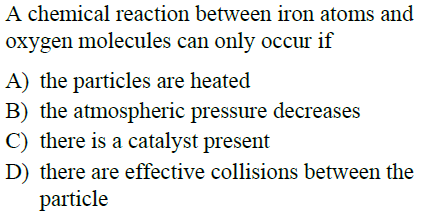 A chemical reaction between iron atoms and
oxygen molecules can only occur if
A) the particles are heated
B) the atmospheric pressure decreases
C) there is a catalyst present
D) there are effective collisions between the
particle